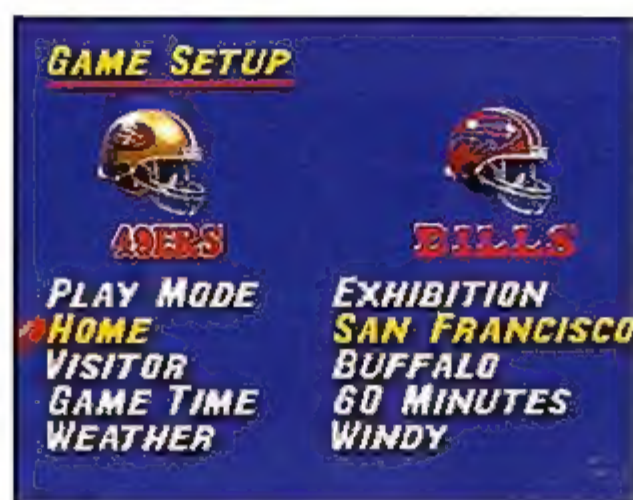 GAME SETUP
49ERS BILLS
PLAY MODE EXHIBITION
HOME SAN FRANCISCO
VISITOR BUFFALO
GAME TIME 60 MINUTES
WEATHER WINDY